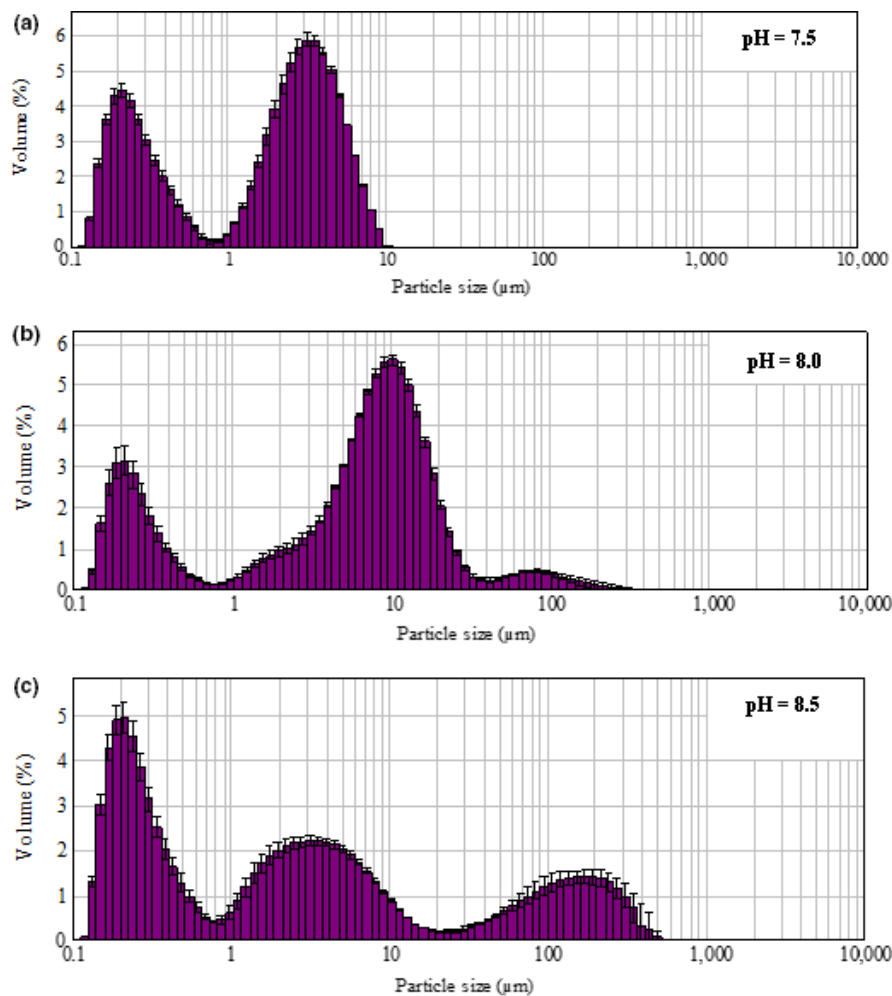 (a)
pH = 7.5
Volume (%)
6
5
4
3
2
1
0
0.1 1 10 100 1,000 10,000
Particle size (µm)
(b)
pH = 8.0
Volume (%)
6
5
4
3
2
1
0
0.1 1 10 100 1,000 10,000
Particle size (µm)
(c)
pH = 8.5
Volume (%)
5
4
3
2
1
0
0.1 1 10 100 1,000 10,000
Particle size (µm)